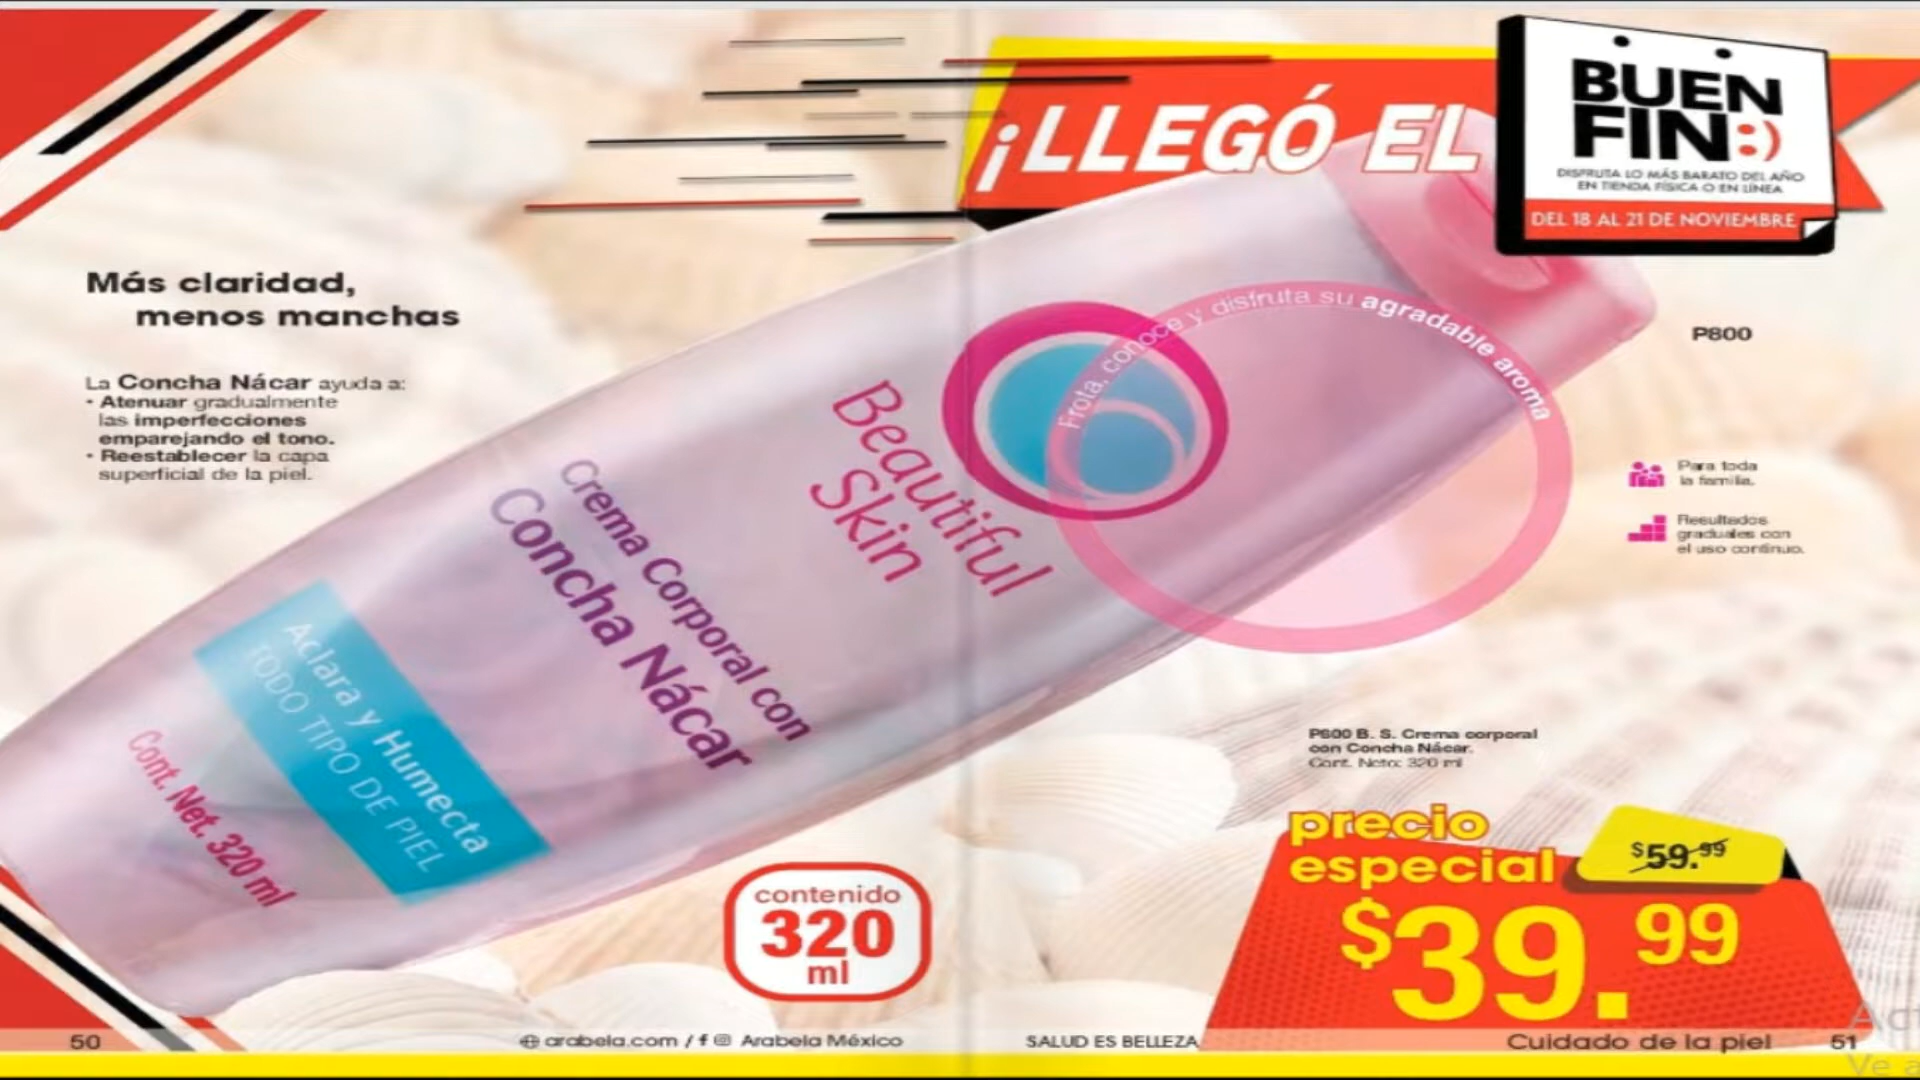 ¡LLEGÓ EL
BUEN
FIN
DISFRUTA LO MÁS BARATO DEL AÑO
EN TIENDA FÍSICA O EN LÍNEA
DEL 18 AL 21 DE NOVIEMBRE
Más claridad,
menos manchas
La Concha Nácar ayuda a:
• Atenuar gradualmente
las imperfecciones
emparejando el tono.
• Reestablecer la capa
superficial de la piel.
Frota, conoce y disfruta su agradable aroma
Beautiful
Skin
Crema Corporal con
Concha Nácar
Aclara y Humecta
TODO TIPO DE PIEL
Cont. Net. 320 ml
P800
Para toda
la familia.
Resultados
graduales con
el uso continuo.
P800 B. S. Crema corporal
con Concha Nácar.
Cont. Neto: 320 ml
contenido
320
ml
precio
especial
$59.99
$39.99
50
arabela.com / Arabela México
SALUD ES BELLEZA
Cuidado de la piel 51